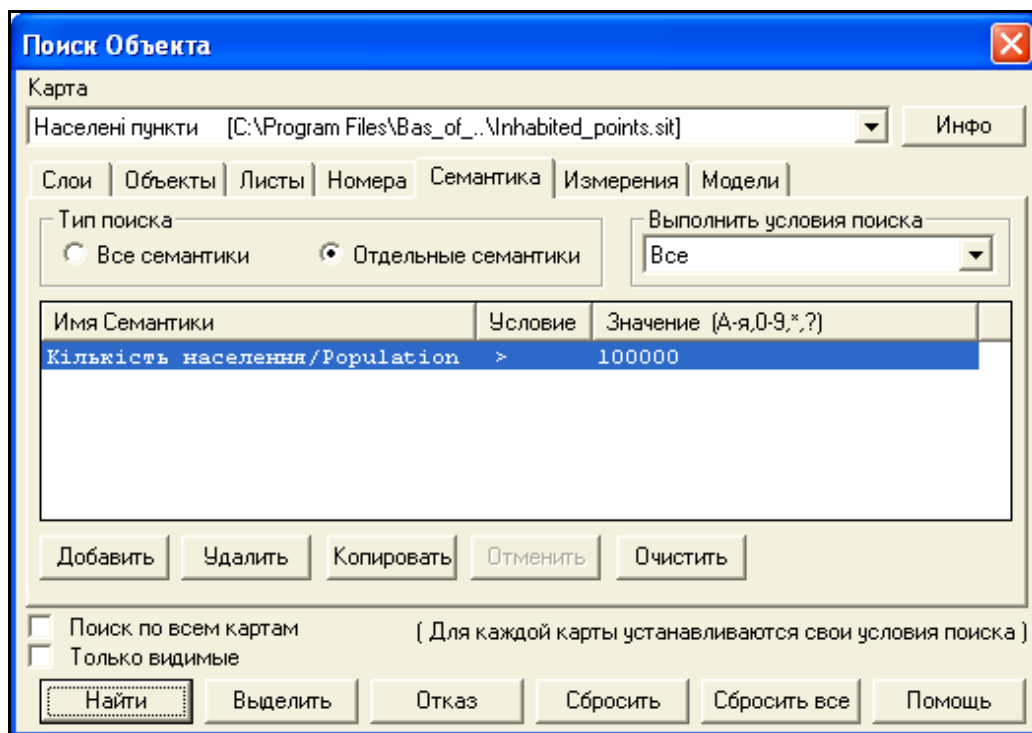 Поиск Объекта
Карта
Населені пункти [C:\Program Files\Bas_of_..\Inhabited_points.sit] Инфо
Слои Объекты Листы Номера Семантика Измерения Модели
Тип поиска Выполнить условия поиска
Все семантики Отдельные семантики Все
Имя Семантики Условие Значение (А-я,0-9,*,?)
Кількість населення/Population > 100000
Добавить Удалить Копировать Отменить Очистить
Поиск по всем картам ( Для каждой карты устанавливаются свои условия поиска )
Только видимые
Найти Выделить Отказ Сбросить Сбросить все Помощь